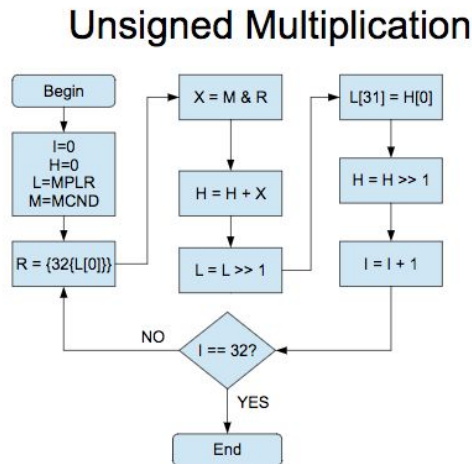 Unsigned Multiplication
Begin
I=0
H=0
L=MPLR
M=MCND
R = {32{L[0]}}
X = M & R
H = H + X
L = L >> 1
L[31] = H[0]
H = H >> 1
I = I + 1
I == 32?
NO
YES
End